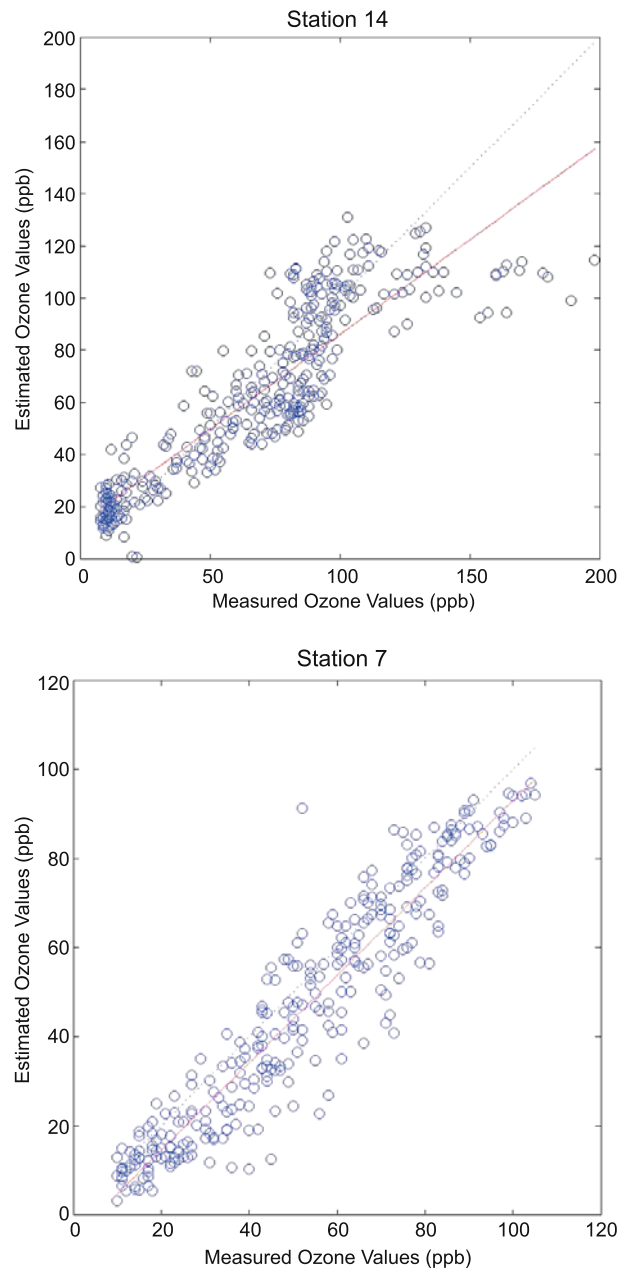 Station 14
Estimated Ozone Values (ppb)
200
180
160
140
120
100
80
60
40
20
0
0 50 100 150 200
Measured Ozone Values (ppb)
Station 7
Estimated Ozone Values (ppb)
120
100
80
60
40
20
0
0 20 40 60 80 100 120
Measured Ozone Values (ppb)